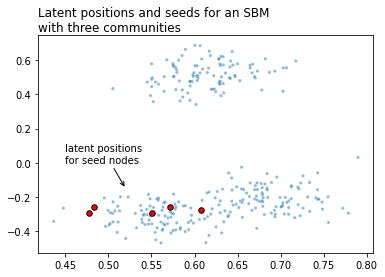 Latent positions and seeds for an SBM
with three communities
0.6
0.4
0.2
0.0
−0.2
−0.4
latent positions
for seed nodes
0.45 0.50 0.55 0.60 0.65 0.70 0.75 0.80